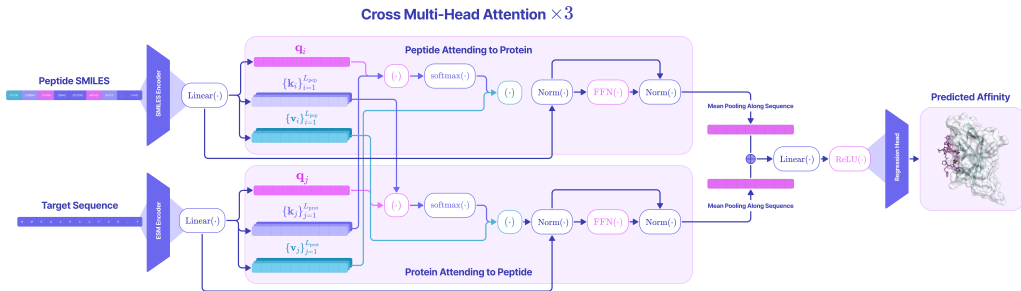 Cross Multi-Head Attention ×3
Peptide Attending to Protein
Peptide SMILES
SMILES Encoder
Linear(·)
q_i
{k_i}_{i=1}^{L_pep}
{v_i}_{i=1}^{L_pep}
(·)
softmax(·)
(·)
Norm(·)
FFN(·)
Norm(·)
Mean Pooling Along Sequence
Predicted Affinity
Linear(·)
ReLU(·)
Regression Head
Target Sequence
ESM Encoder
Linear(·)
q_j
{k_j}_{j=1}^{L_prot}
{v_j}_{j=1}^{L_prot}
(·)
softmax(·)
(·)
Norm(·)
FFN(·)
Norm(·)
Mean Pooling Along Sequence
Protein Attending to Peptide